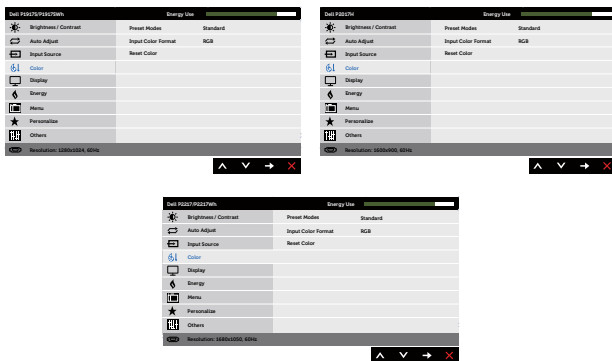 Dell P1917S/P1917SWh Energy Use
Brightness / Contrast Preset Modes Standard
Auto Adjust Input Color Format RGB
Input Source Reset Color
Color
Display
Energy
Menu
Personalize
Others
Resolution: 1280x1024, 60Hz
Dell P2017H Energy Use
Brightness / Contrast Preset Modes Standard
Auto Adjust Input Color Format RGB
Input Source Reset Color
Color
Display
Energy
Menu
Personalize
Others
Resolution: 1600x900, 60Hz
Dell P2217/P2217Wh Energy Use
Brightness / Contrast Preset Modes Standard
Auto Adjust Input Color Format RGB
Input Source Reset Color
Color
Display
Energy
Menu
Personalize
Others
Resolution: 1680x1050, 60Hz